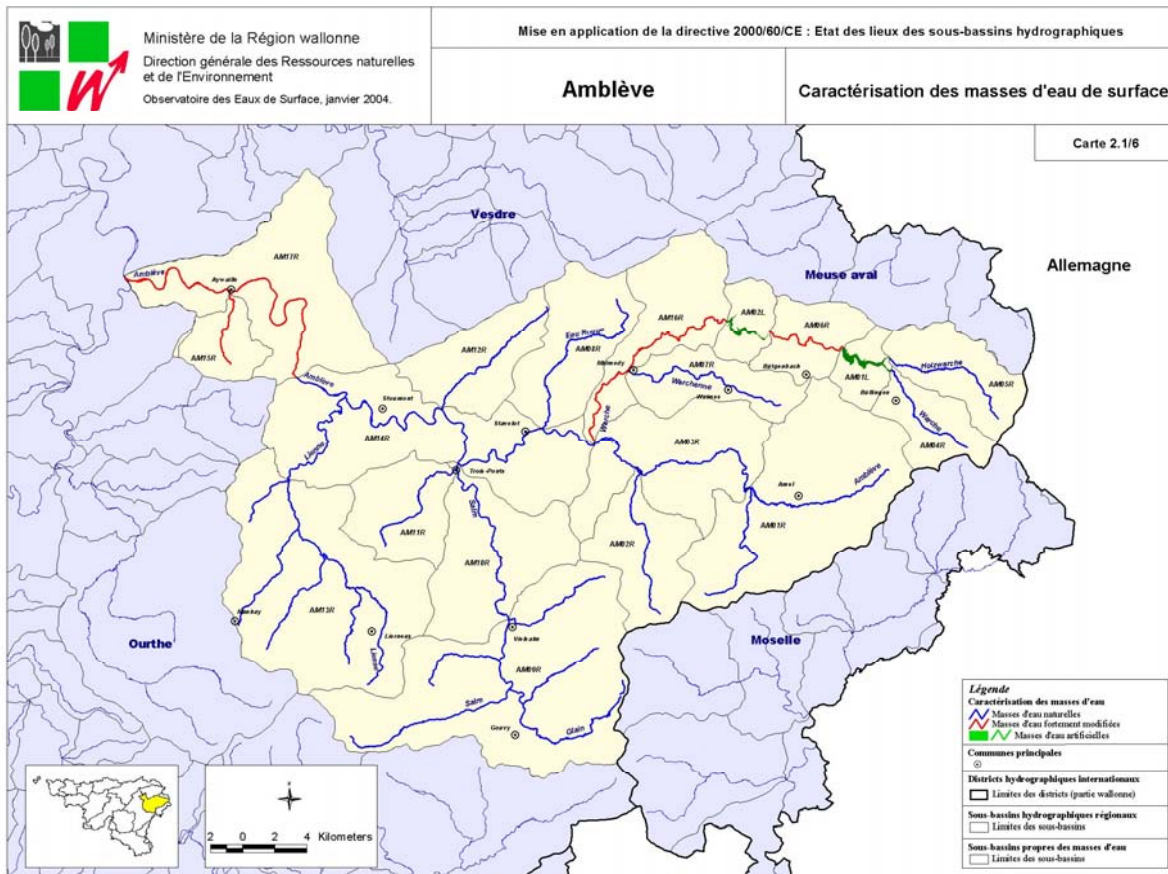 Ministère de la Région wallonne
Direction générale des Ressources naturelles
et de l'Environnement
Observatoire des Eaux de Surface, janvier 2004.
Mise en application de la directive 2000/60/CE : Etat des lieux des sous-bassins hydrographiques
Amblève
Caractérisation des masses d'eau de surface
Carte 2.1/6
Vesdre
Meuse aval
Allemagne
AM17R
Amblève
Aywaille
AM15R
AM12R
AM08R
AM16R
AM02L
AM06R
Malmedy
AM07R
Warchenne
Waimes
Butgenbach
AM01L
Bullingen
Holzwarche
AM05R
Warche
AM04R
Amblève
Stoumont
Lienne
AM14R
Stavelot
Warche
AM03R
Trois-Ponts
Amel
Amblève
AM11R
Salm
AM10R
AM02R
AM01R
Manhay
AM13R
Lierneux
Lienne
Vielsalm
AM09R
Salm
Gouvy
Glain
Ourthe
Moselle
2 0 2 4 Kilometers
Légende
Caractérisation des masses d'eau
Masses d'eau naturelles
Masses d'eau fortement modifiées
Masses d'eau artificielles
Communes principales
Districts hydrographiques internationaux
Limites des districts (partie wallonne)
Sous-bassins hydrographiques régionaux
Limites des sous-bassins
Sous-bassins propres des masses d'eau
Limites des sous-bassins